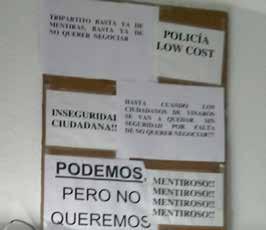 TRIPARTITO BASTA YA DE
MENTIRAS, BASTA YA
DE NO QUERER NEGOCIAR
POLICÍA
LOW COST
INSEGURIDAD
CIUDADANA!!
HASTA CUANDO LOS
CIUDADANOS DE VINAROS
SE VAN A QUEDAR SIN
SEGURIDAD POR FALTA
DE NO QUERER NEGOCIAR!!!
PODEMOS,
PERO NO
QUEREMOS
MENTIROSO!!
MENTIROSO!!
MENTIROSO!!
MENTIROSO!!